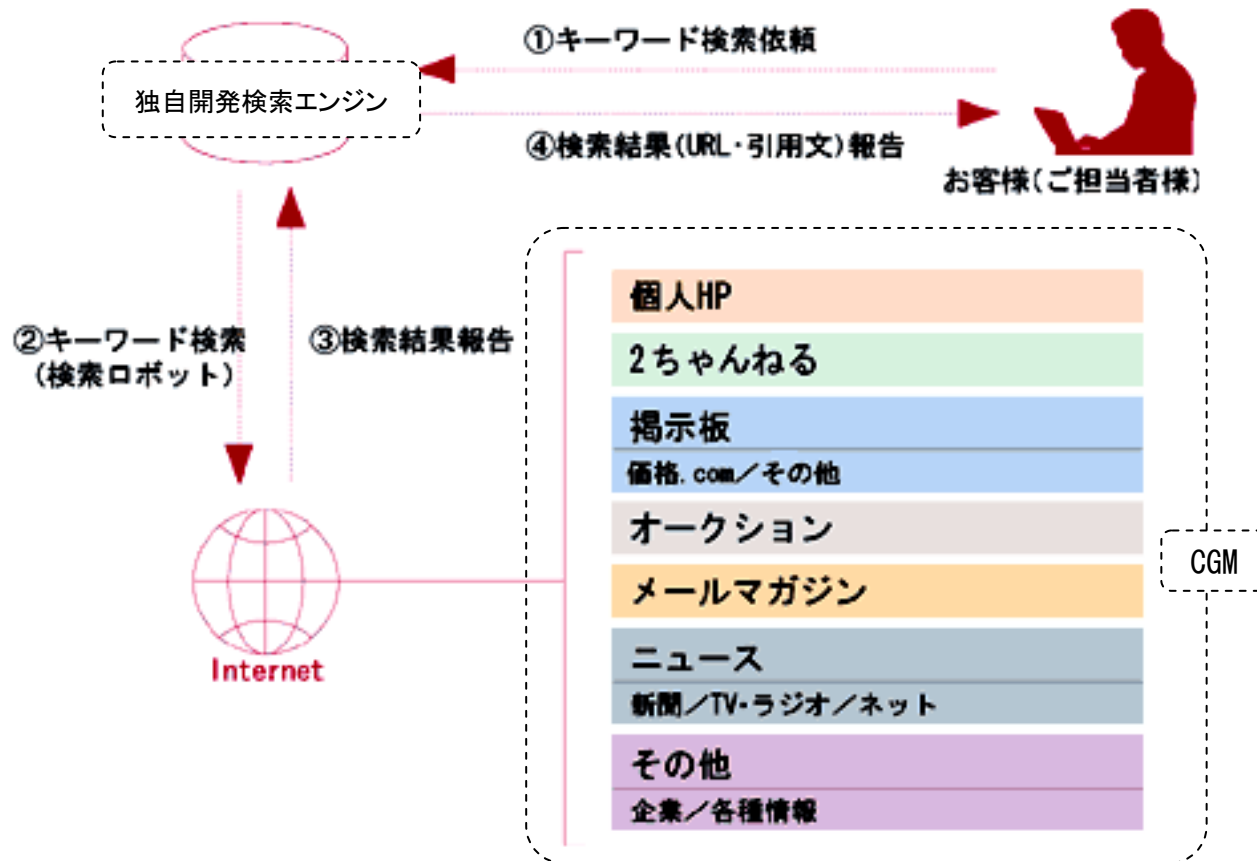 ①キーワード検索依頼
独自開発検索エンジン
④検索結果(URL·引用文)報告
お客様(ご担当者様)
②キーワード検索
(検索ロボット)
③検索結果報告
Internet
個人HP
2ちゃんねる
掲示板
価格.com/その他
オークション
メールマガジン
ニュース
新聞/TV·ラジオ/ネット
その他
企業/各種情報
CGM